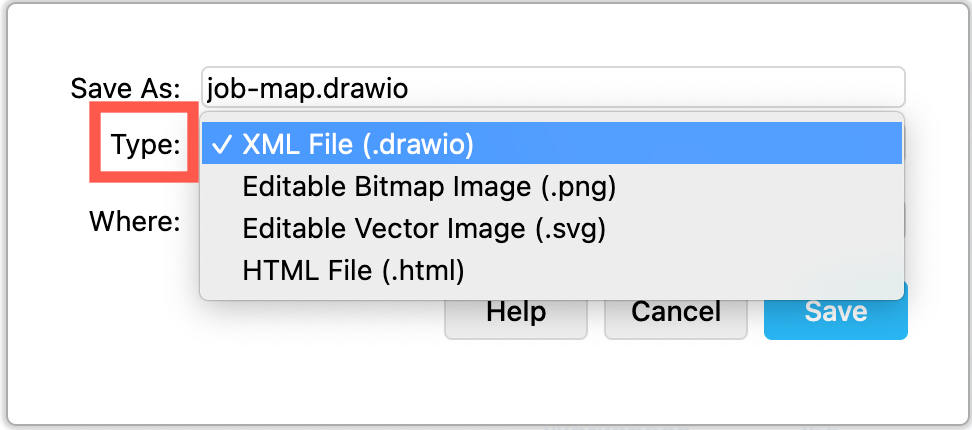 Save As: job-map.drawio
Type: ✓ XML File (.drawio)
Editable Bitmap Image (.png)
Where: Editable Vector Image (.svg)
HTML File (.html)
Help Cancel Save